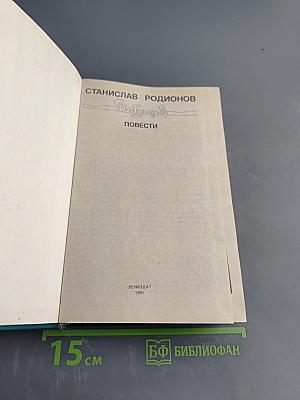 СТАНИСЛАВ РОДИОНОВ
ПОВЕСТИ
ЛЕНИЗДАТ
1991
15 см
БФ БИБЛИОФАН